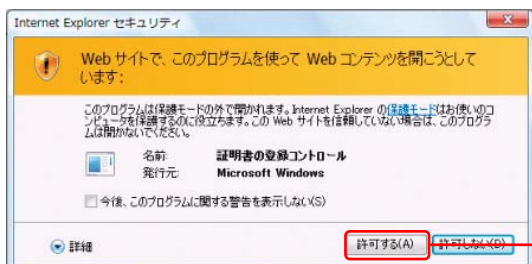 Internet Explorer セキュリティ
Web サイトで、このプログラムを使って Web コンテンツを開こうとして
います:
このプログラムは保護モードの外で開かれます。Internet Explorer の保護モードはお使いのコ
ンピュータを保護するのに役立ちます。この Web サイトを信頼していない場合は、このプログラ
ムは開かないでください。
名前: 証明書の登録コントロール
発行元: Microsoft Windows
今後、このプログラムに関する警告を表示しない(S)
詳細 許可する(A) 許可しない(D)